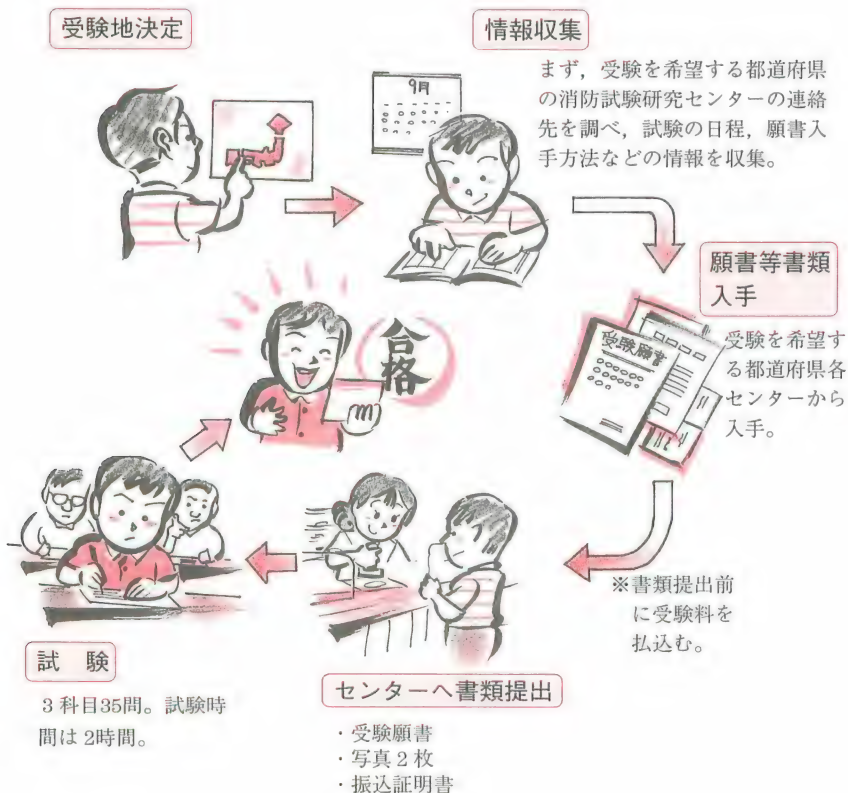 受験地決定
情報収集
まず，受験を希望する都道府県
の消防試験研究センターの連絡
先を調べ，試験の日程，願書入
手方法などの情報を収集。
9月
願書等書類
入手
受験願書
受験を希望す
る都道府県各
センターから
入手。
※書類提出前
に受験料を
払込む。
センターへ書類提出
・受験願書
・写真2枚
・振込証明書
試　験
3科目35問。試験時
間は2時間。
合格